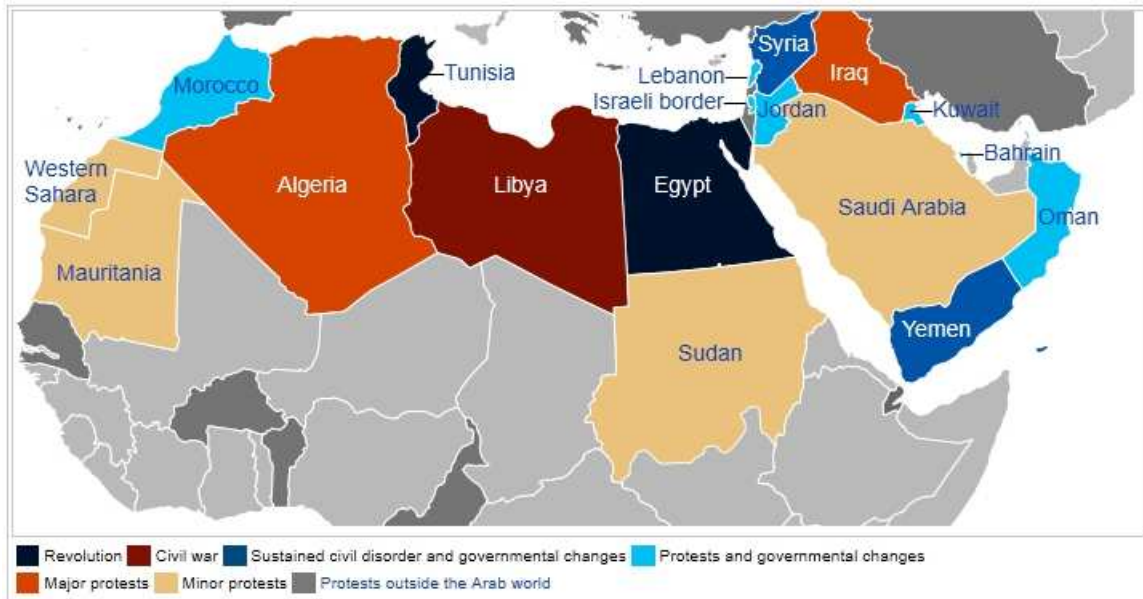 Syria
Morocco
Tunisia
Lebanon
Iraq
Israeli border
Jordan
Kuwait
Bahrain
Western
Sahara
Algeria
Libya
Egypt
Saudi Arabia
Oman
Mauritania
Yemen
Sudan
Revolution Civil war Sustained civil disorder and governmental changes Protests and governmental changes
Major protests Minor protests Protests outside the Arab world